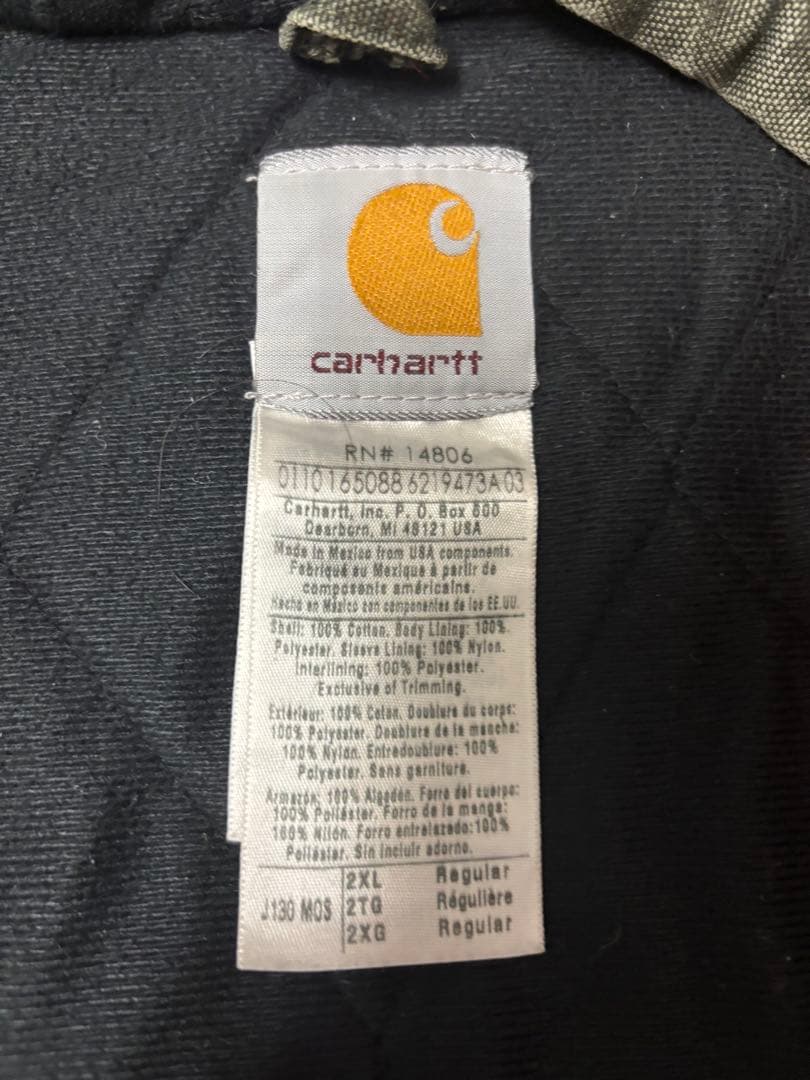 carhartt
RN# 14806
0110165088 6219473A03
Carhartt, Inc. P. O. Box 600
Dearborn, MI 48121 USA
Made in Mexico from USA components.
Fabriqué au Mexique à partir de
composents américains.
Hecho en México con componentes de los EE.UU.
Shell: 100% Cotton, Body Lining: 100%
Polyester. Sleeve Lining: 100% Nylon.
Interlining: 100% Polyester.
Exclusive of Trimming.
Extérieur: 100% Coton. Doublure du corps:
100% Polyester. Doublure de la manche:
100% Nylon. Entredoublure: 100%
Polyester. Sans garniture.
Armazón: 100% Algodón. Forro del cuerpo:
100% Poliéster. Forro de la manga:
100% Nilón. Forro entrelazado:100%
Poliéster. Sin incluir adorno.
J130 MOS
2XL Regular
2TG Régulière
2XG Regular